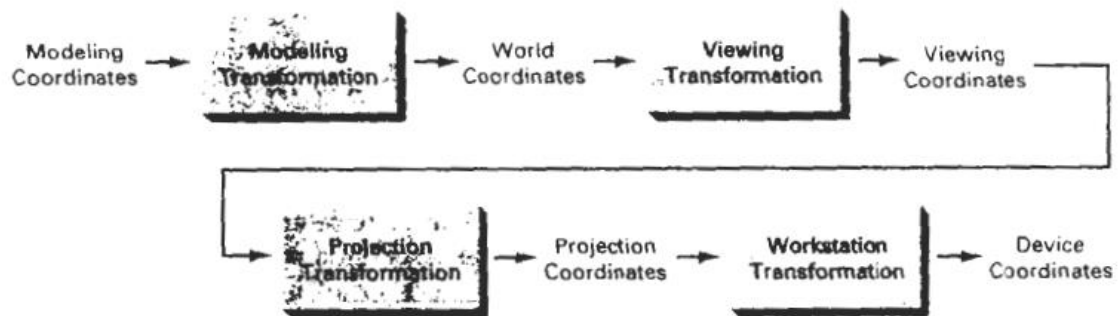 Modeling
Coordinates
Modeling
Transformation
World
Coordinates
Viewing
Transformation
Viewing
Coordinates
Projection
Transformation
Projection
Coordinates
Workstation
Transformation
Device
Coordinates